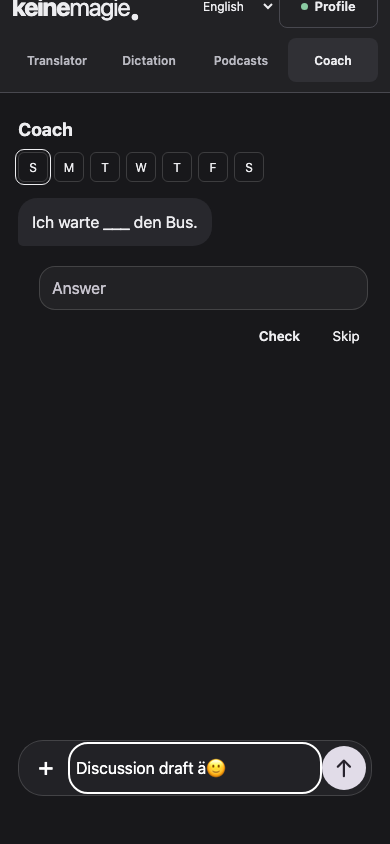 keinemagie.
English
Profile
Translator Dictation Podcasts Coach
Coach
S M T W T F S
Ich warte ___ den Bus.
Answer
Check Skip
+ Discussion draft ä🙂